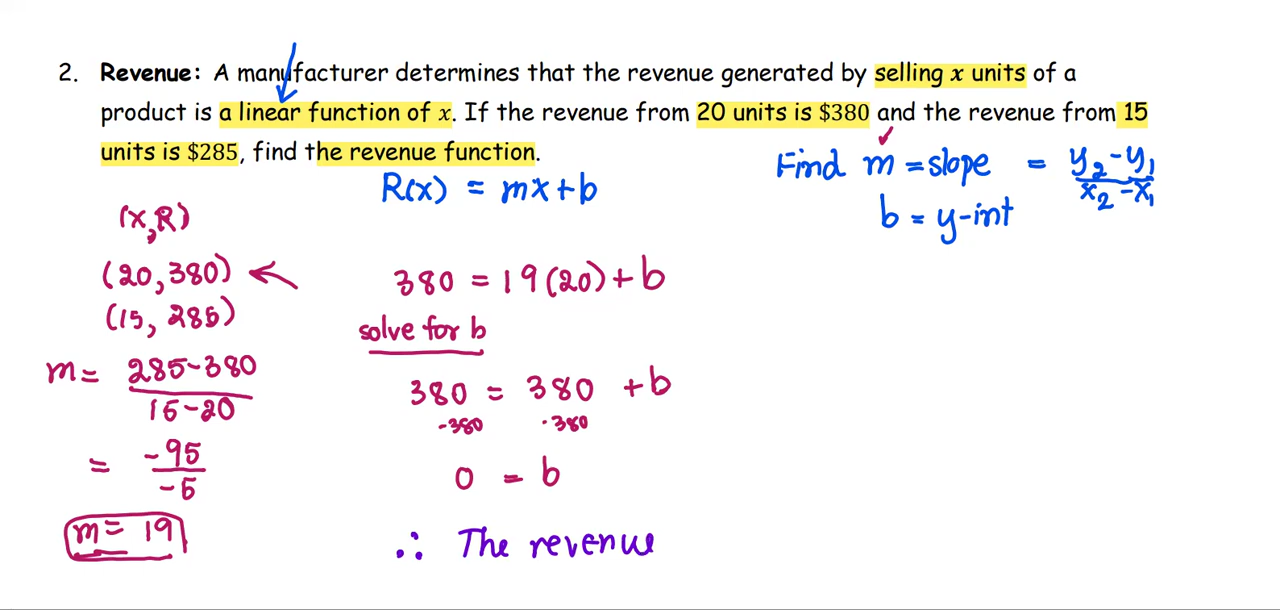 2. Revenue: A manufacturer determines that the revenue generated by selling x units of a
product is a linear function of x. If the revenue from 20 units is $380 and the revenue from 15
units is $285, find the revenue function.
R(x) = mx+b
Find m = slope = y₂-y₁ / x₂-x₁
b = y-int
(x,R)
(20,380) ←
(15, 285)
m = 285-380 / 15-20
= -95 / -5
m = 19
380 = 19(20) + b
solve for b
380 = 380 + b
-380 -380
0 = b
∴ The revenue